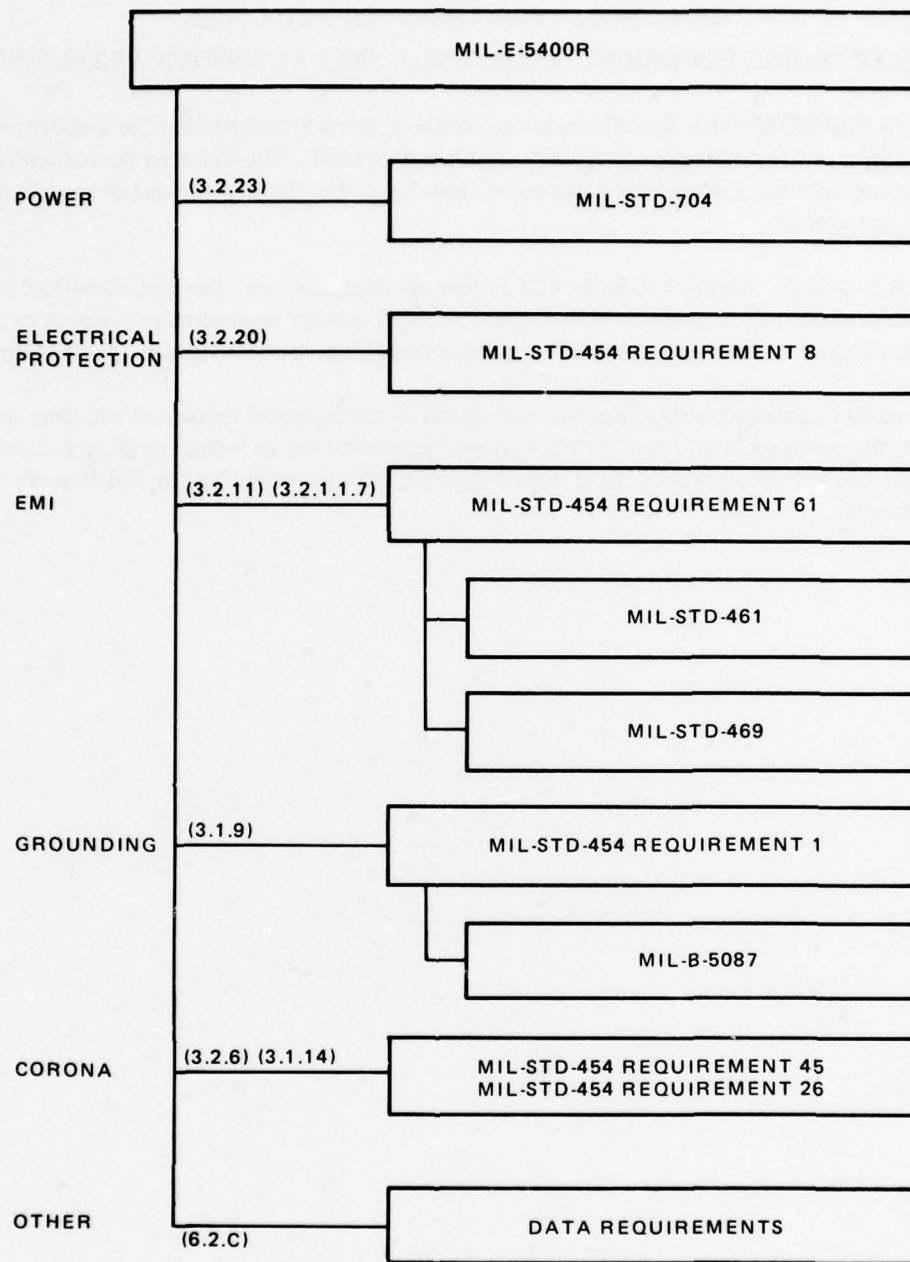 MIL-E-5400R
(3.2.23)
POWER
MIL-STD-704
(3.2.20)
ELECTRICAL
PROTECTION
MIL-STD-454 REQUIREMENT 8
(3.2.11) (3.2.1.1.7)
EMI
MIL-STD-454 REQUIREMENT 61
MIL-STD-461
MIL-STD-469
(3.1.9)
GROUNDING
MIL-STD-454 REQUIREMENT 1
MIL-B-5087
(3.2.6) (3.1.14)
CORONA
MIL-STD-454 REQUIREMENT 45
MIL-STD-454 REQUIREMENT 26
OTHER
(6.2.C)
DATA REQUIREMENTS